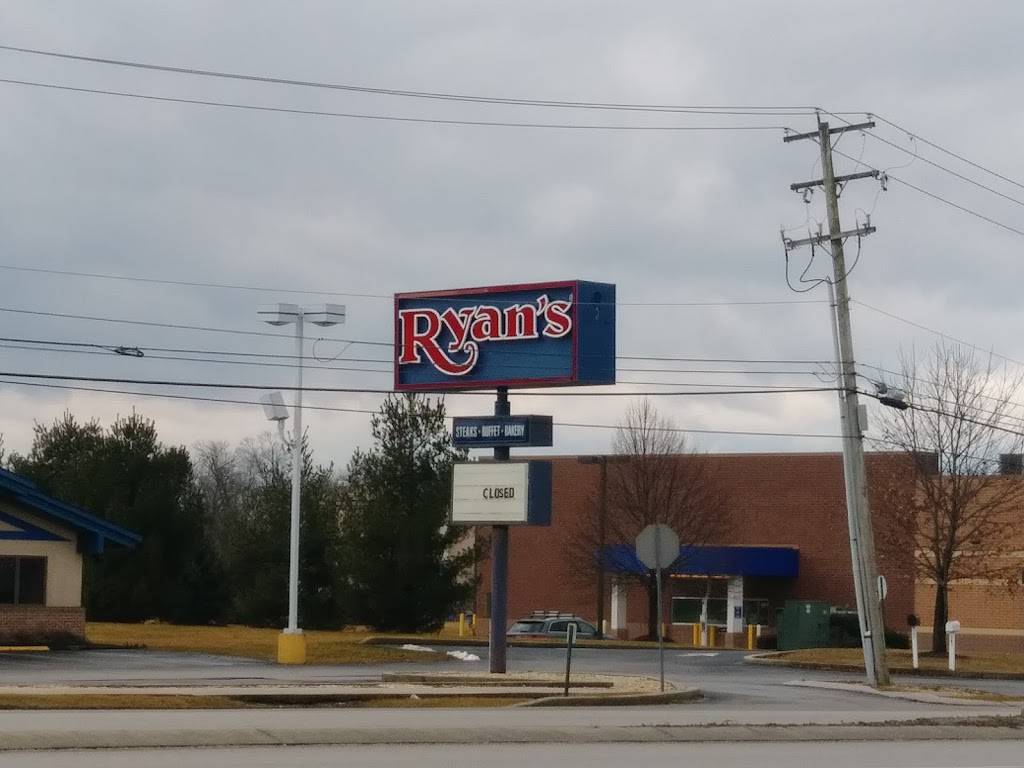 Ryan's
STEAKS • BUFFET • BAKERY
CLOSED